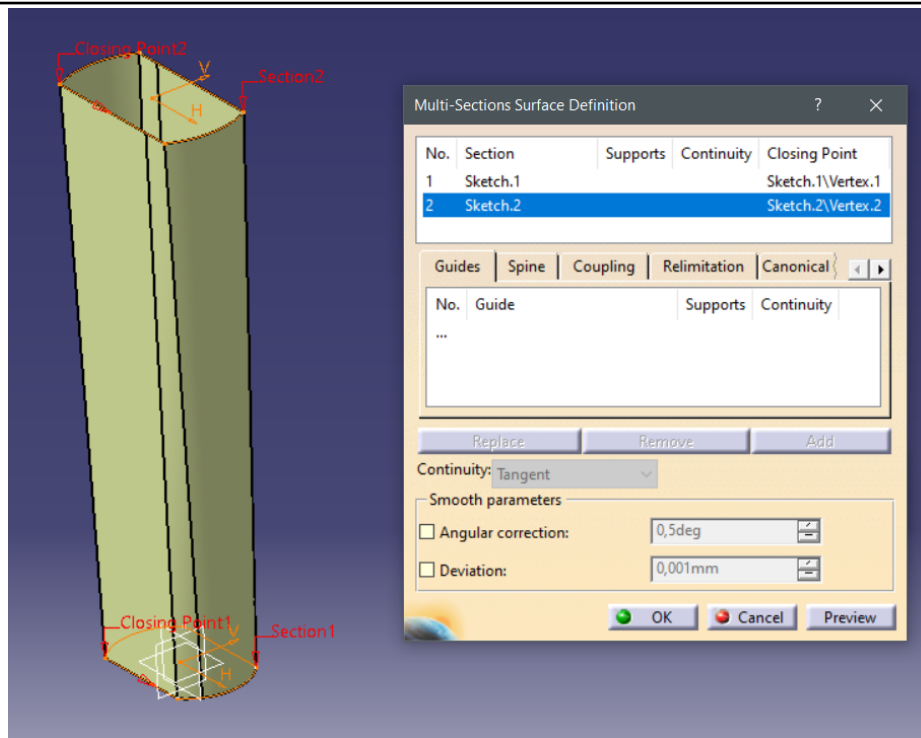 Closing Point2
V
Section2
H
Multi-Sections Surface Definition ? ×
No. Section Supports Continuity Closing Point
1 Sketch.1 Sketch.1\Vertex.1
2 Sketch.2 Sketch.2\Vertex.2
Guides Spine Coupling Relimitation Canonical
No. Guide Supports Continuity
...
Replace Remove Add
Continuity: Tangent
Smooth parameters
Angular correction: 0,5deg
Deviation: 0,001mm
OK Cancel Preview
Closing Point1
V
Section1
H